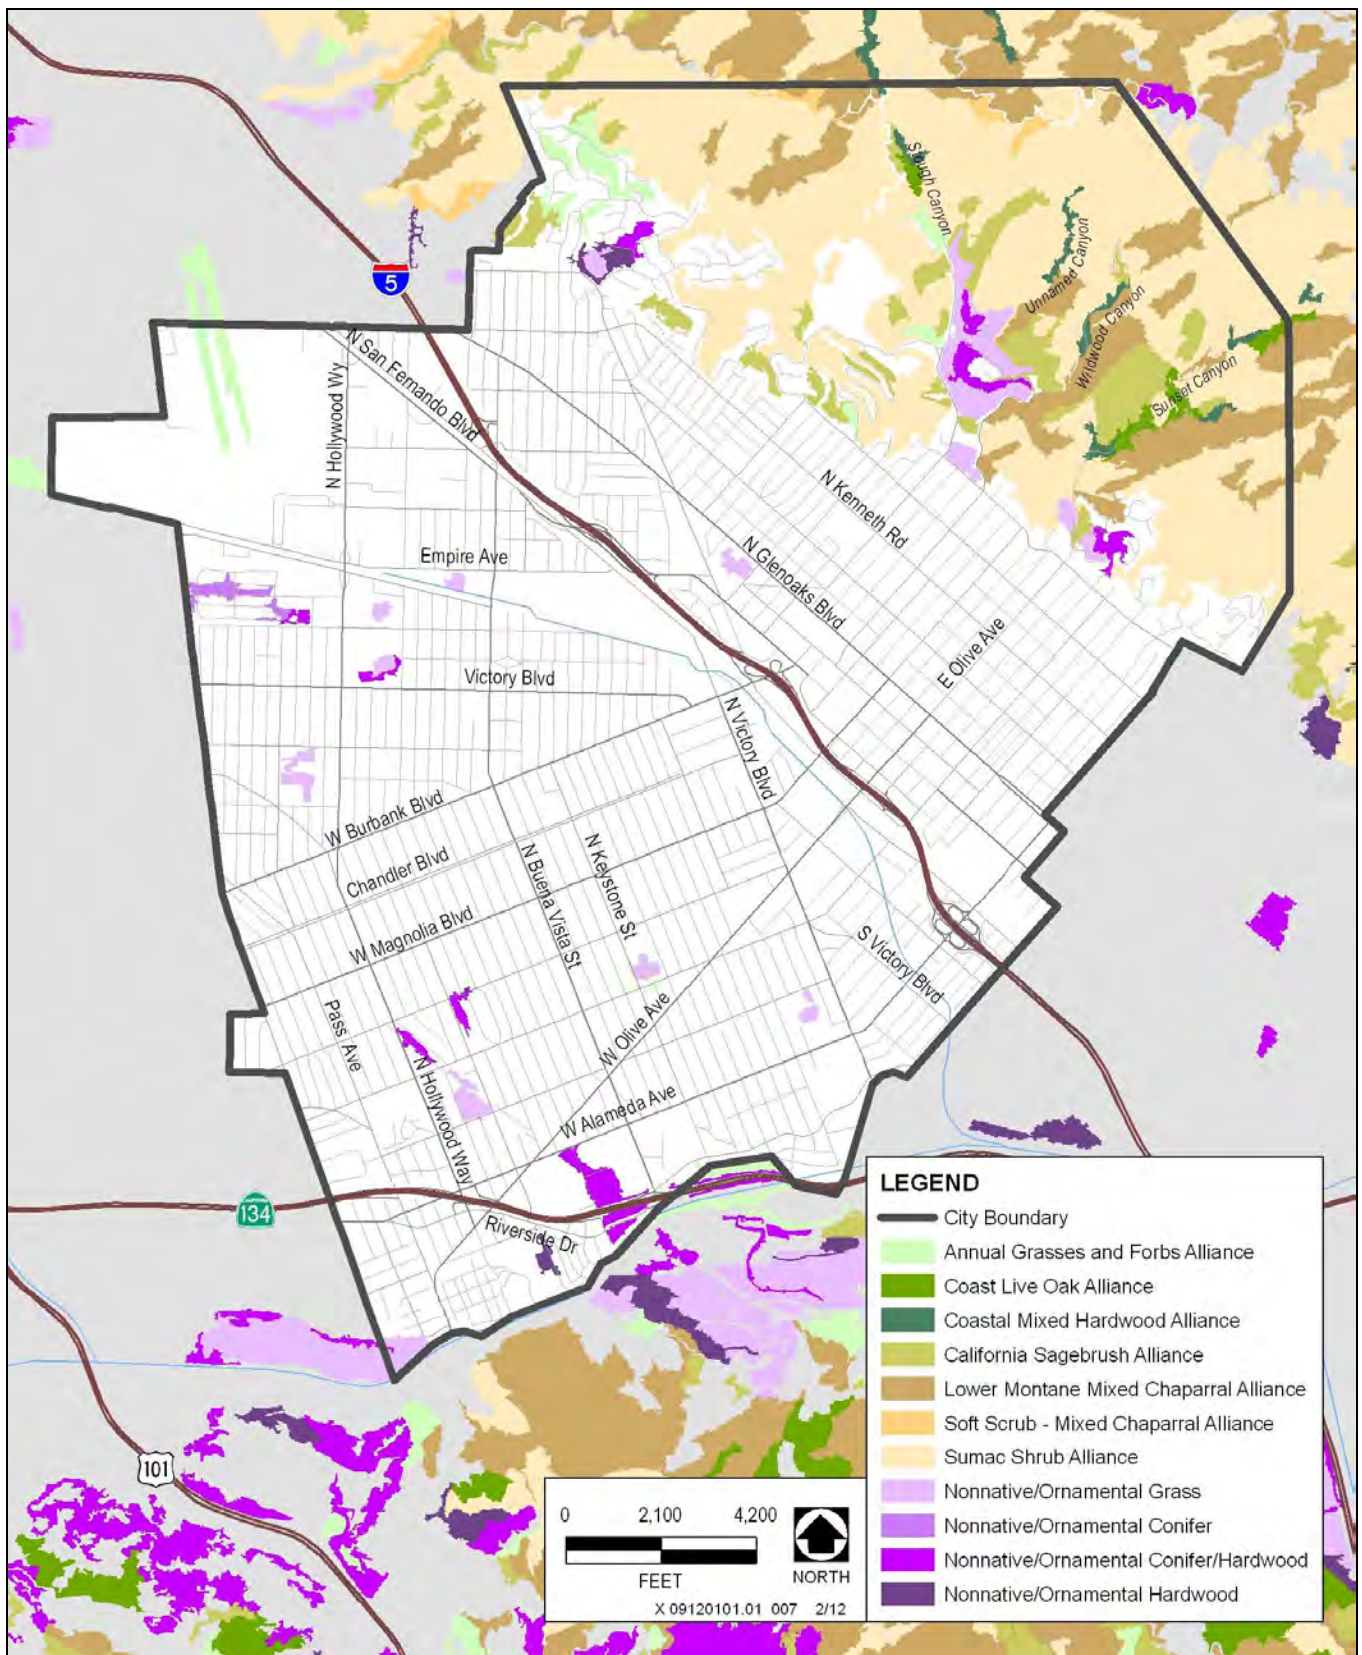 Slough Canyon
Unnamed Canyon
Wildwood Canyon
Sunset Canyon
5
N San Fernando Blvd
N Hollywood Wy
N Kenneth Rd
N Glenoaks Blvd
Empire Ave
E Olive Ave
Victory Blvd
N Victory Blvd
W Burbank Blvd
Chandler Blvd
N Buena Vista St
N Keystone St
W Magnolia Blvd
S Victory Blvd
Pass Ave
W Olive Ave
N Hollywood Way
W Alameda Ave
134
Riverside Dr
101
LEGEND
City Boundary
Annual Grasses and Forbs Alliance
Coast Live Oak Alliance
Coastal Mixed Hardwood Alliance
California Sagebrush Alliance
Lower Montane Mixed Chaparral Alliance
Soft Scrub - Mixed Chaparral Alliance
Sumac Shrub Alliance
Nonnative/Ornamental Grass
Nonnative/Ornamental Conifer
Nonnative/Ornamental Conifer/Hardwood
Nonnative/Ornamental Hardwood
0 2,100 4,200
FEET
NORTH
X 09120101.01 007 2/12